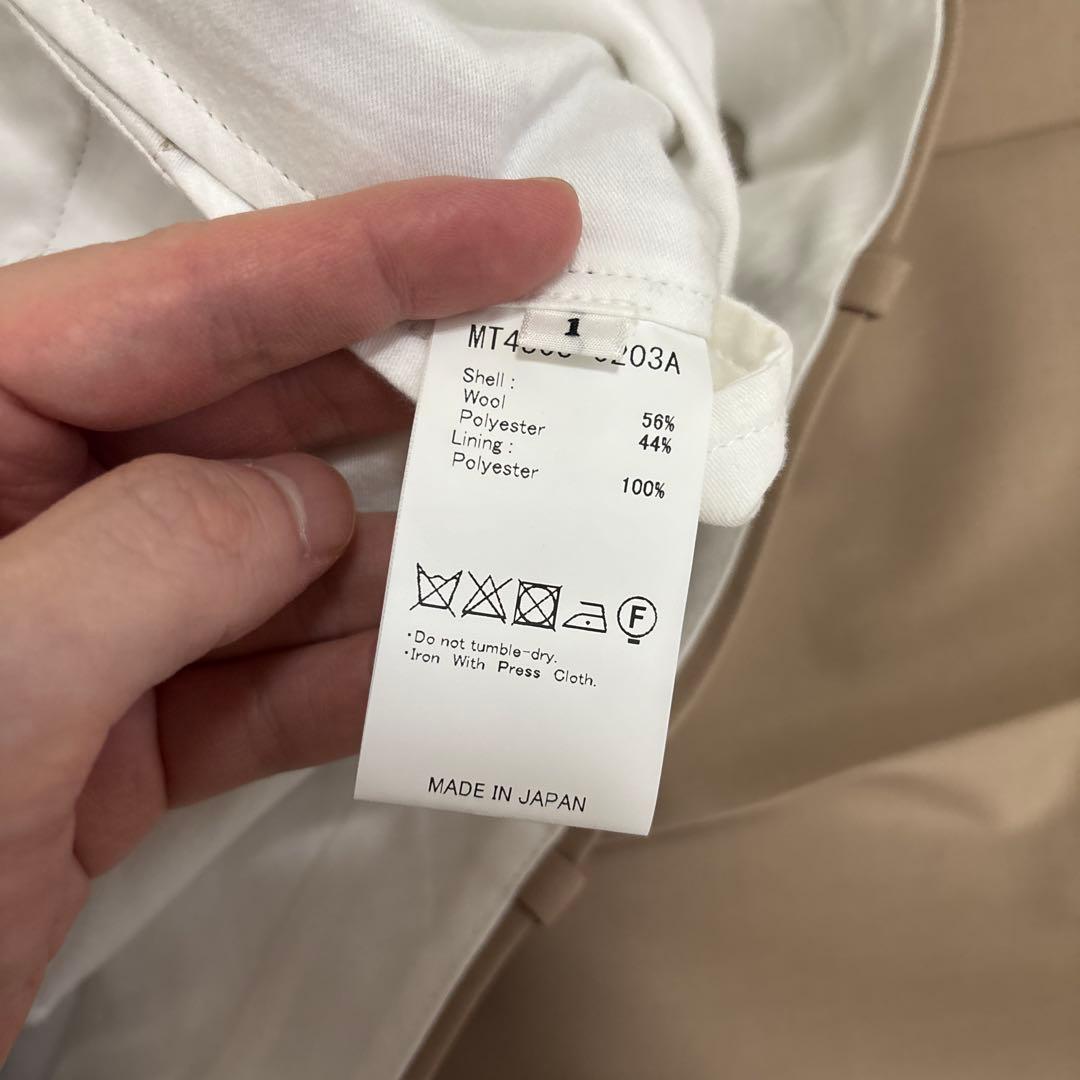 1
203A
Shell :
Wool 56%
Polyester 44%
Lining :
Polyester 100%
F
・Do not tumble-dry.
・Iron With Press Cloth.
MADE IN JAPAN